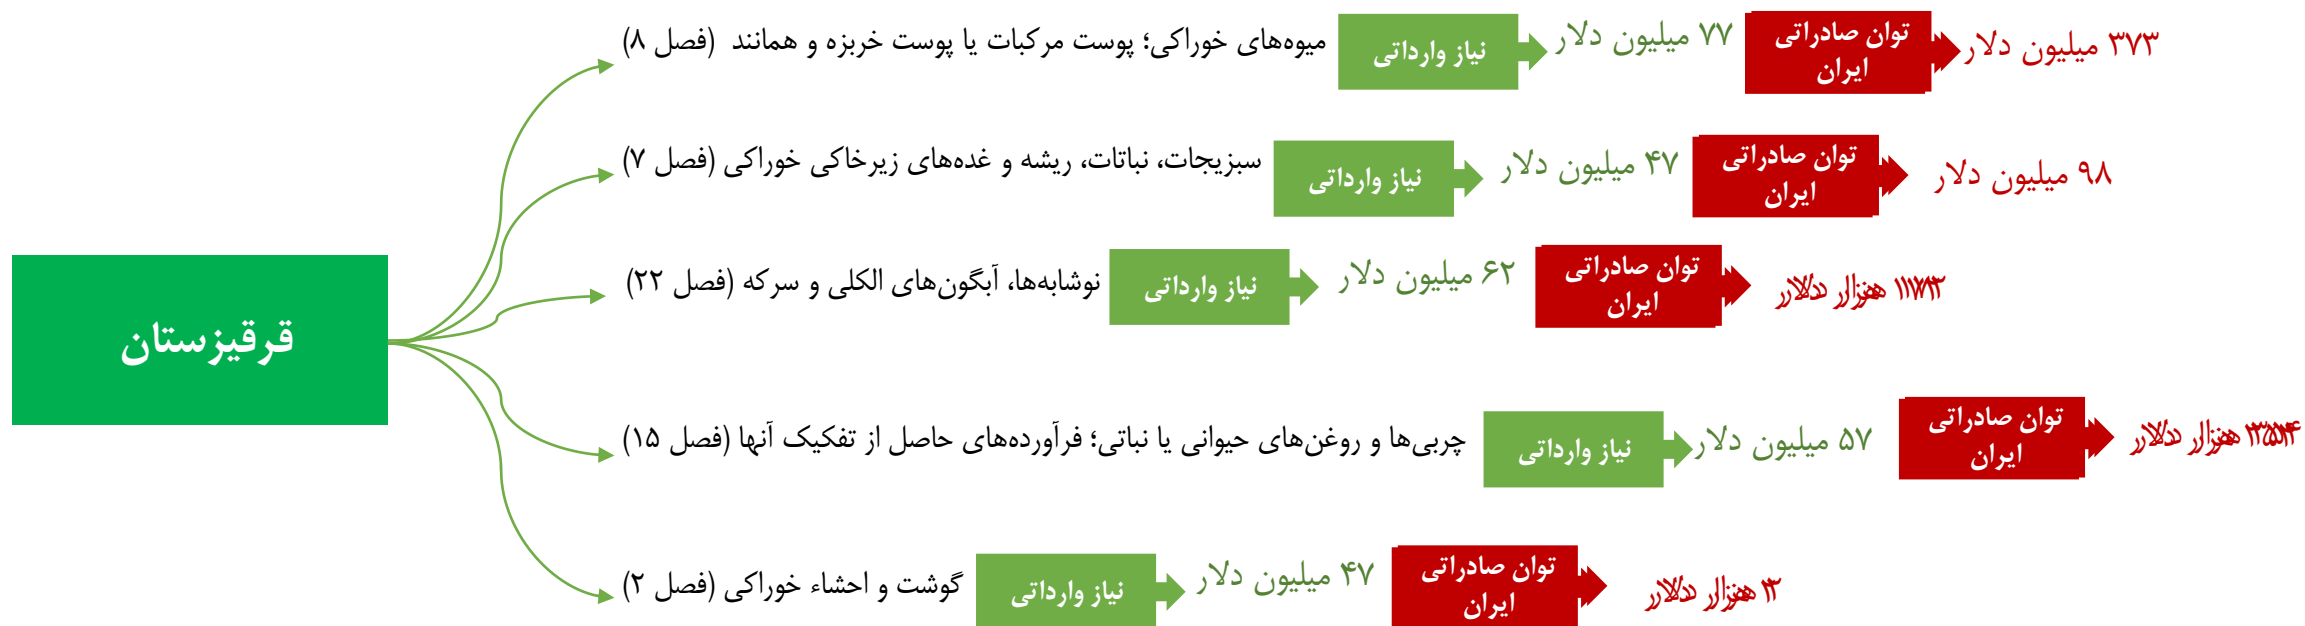 میوه‌های خوراکی؛ پوست مرکبات یا پوست خربزه و همانند (فصل ۸)
نیاز وارداتی
۷۷ میلیون دلار
توان صادراتی
ایران
۳۷۳ میلیون دلار
سبزیجات، نباتات، ریشه و غده‌های زیرخاکی خوراکی (فصل ۷)
نیاز وارداتی
۴۷ میلیون دلار
توان صادراتی
ایران
۹۸ میلیون دلار
قرقیزستان
نوشابه‌ها، آبگون‌های الکلی و سرکه (فصل ۲۲)
نیاز وارداتی
۶۲ میلیون دلار
توان صادراتی
ایران
هزار دلار
چربی‌ها و روغن‌های حیوانی یا نباتی؛ فرآورده‌های حاصل از تفکیک آنها (فصل ۱۵)
نیاز وارداتی
۵۷ میلیون دلار
توان صادراتی
ایران
هزار دلار
گوشت و احشاء خوراکی (فصل ۲)
نیاز وارداتی
۴۷ میلیون دلار
توان صادراتی
ایران
هزار دلار